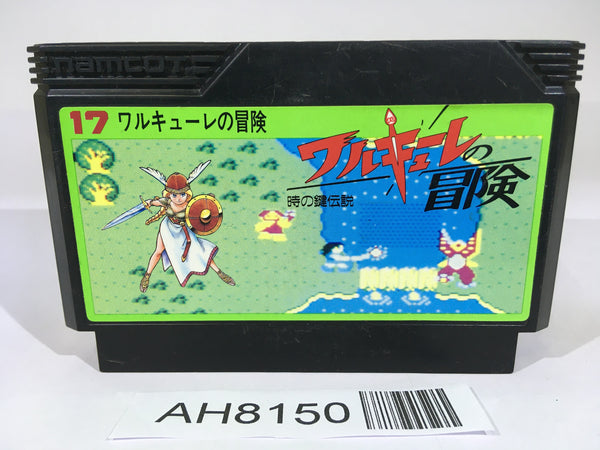 namcot
17 ワルキューレの冒険
ワルキューレの
冒険
時の鍵伝説
AH8150